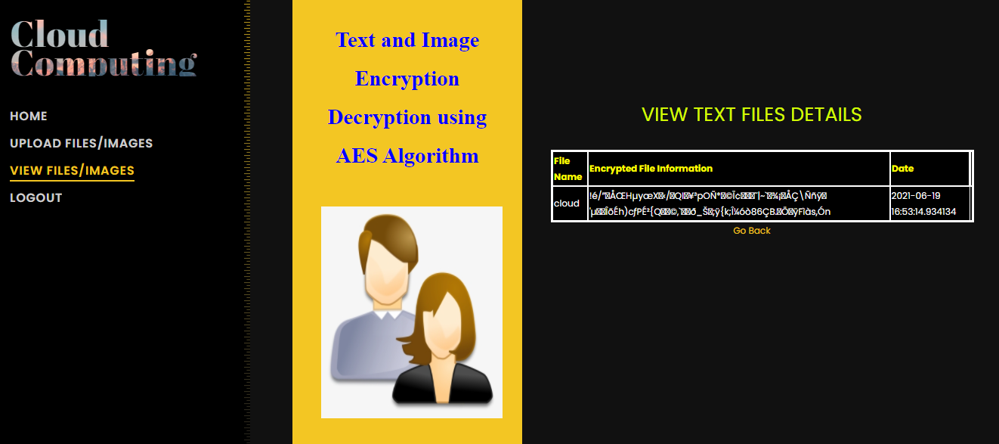 Cloud
Computing
HOME
UPLOAD FILES/IMAGES
VIEW FILES/IMAGES
LOGOUT
Text and Image
Encryption
Decryption using
AES Algorithm
VIEW TEXT FILES DETAILS
File
Name
Encrypted File Information
Date
cloud
2021-06-19
16:53:14.934134
Go Back